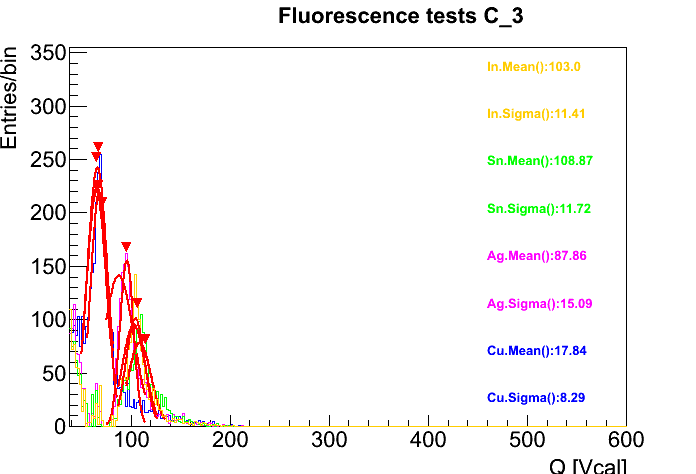 Fluorescence tests C_3
Entries/bin
350
300
250
200
150
100
50
0
In.Mean():103.0
In.Sigma():11.41
Sn.Mean():108.87
Sn.Sigma():11.72
Ag.Mean():87.86
Ag.Sigma():15.09
Cu.Mean():17.84
Cu.Sigma():8.29
100 200 300 400 500 600
Q [Vcal]